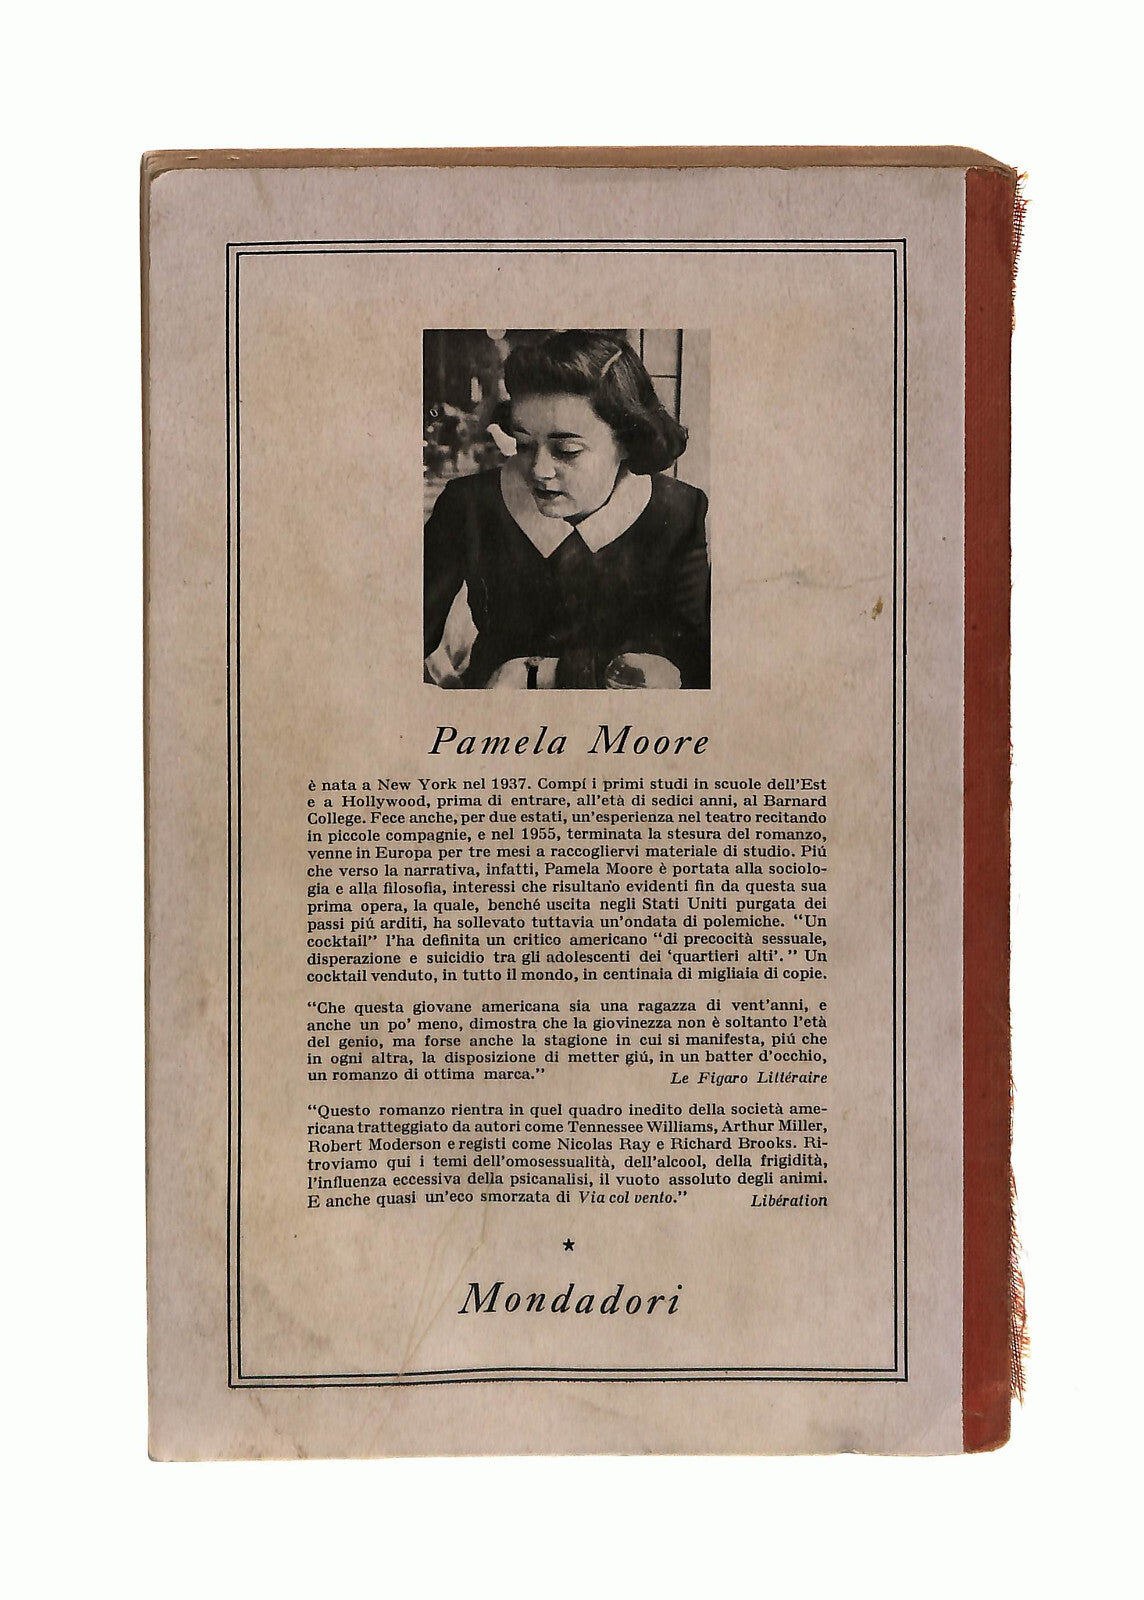 Pamela Moore
è nata a New York nel 1937. Compí i primi studi in scuole dell'Est
e a Hollywood, prima di entrare, all'età di sedici anni, al Barnard
College. Fece anche, per due estati, un'esperienza nel teatro recitando
in piccole compagnie, e nel 1955, terminata la stesura del romanzo,
venne in Europa per tre mesi a raccogliervi materiale di studio. Piú
che verso la narrativa, infatti, Pamela Moore è portata alla sociolo-
gia e alla filosofia, interessi che risultano evidenti fin da questa sua
prima opera, la quale, benché uscita negli Stati Uniti purgata dei
passi piú arditi, ha sollevato tuttavia un'ondata di polemiche. "Un
cocktail" l'ha definita un critico americano "di precocità sessuale,
disperazione e suicidio tra gli adolescenti dei 'quartieri alti'." Un
cocktail venduto, in tutto il mondo, in centinaia di migliaia di copie.
"Che questa giovane americana sia una ragazza di vent'anni, e
anche un po' meno, dimostra che la giovinezza non è soltanto l'età
del genio, ma forse anche la stagione in cui si manifesta, piú che
in ogni altra, la disposizione di metter giú, in un batter d'occhio,
un romanzo di ottima marca." Le Figaro Littéraire
"Questo romanzo rientra in quel quadro inedito della società ame-
ricana tratteggiato da autori come Tennessee Williams, Arthur Miller,
Robert Moderson e registi come Nicolas Ray e Richard Brooks. Ri-
troviamo qui i temi dell'omosessualità, dell'alcool, della frigidità,
l'influenza eccessiva della psicanalisi, il vuoto assoluto degli animi.
E anche quasi un'eco smorzata di Via col vento." Libération
★
Mondadori